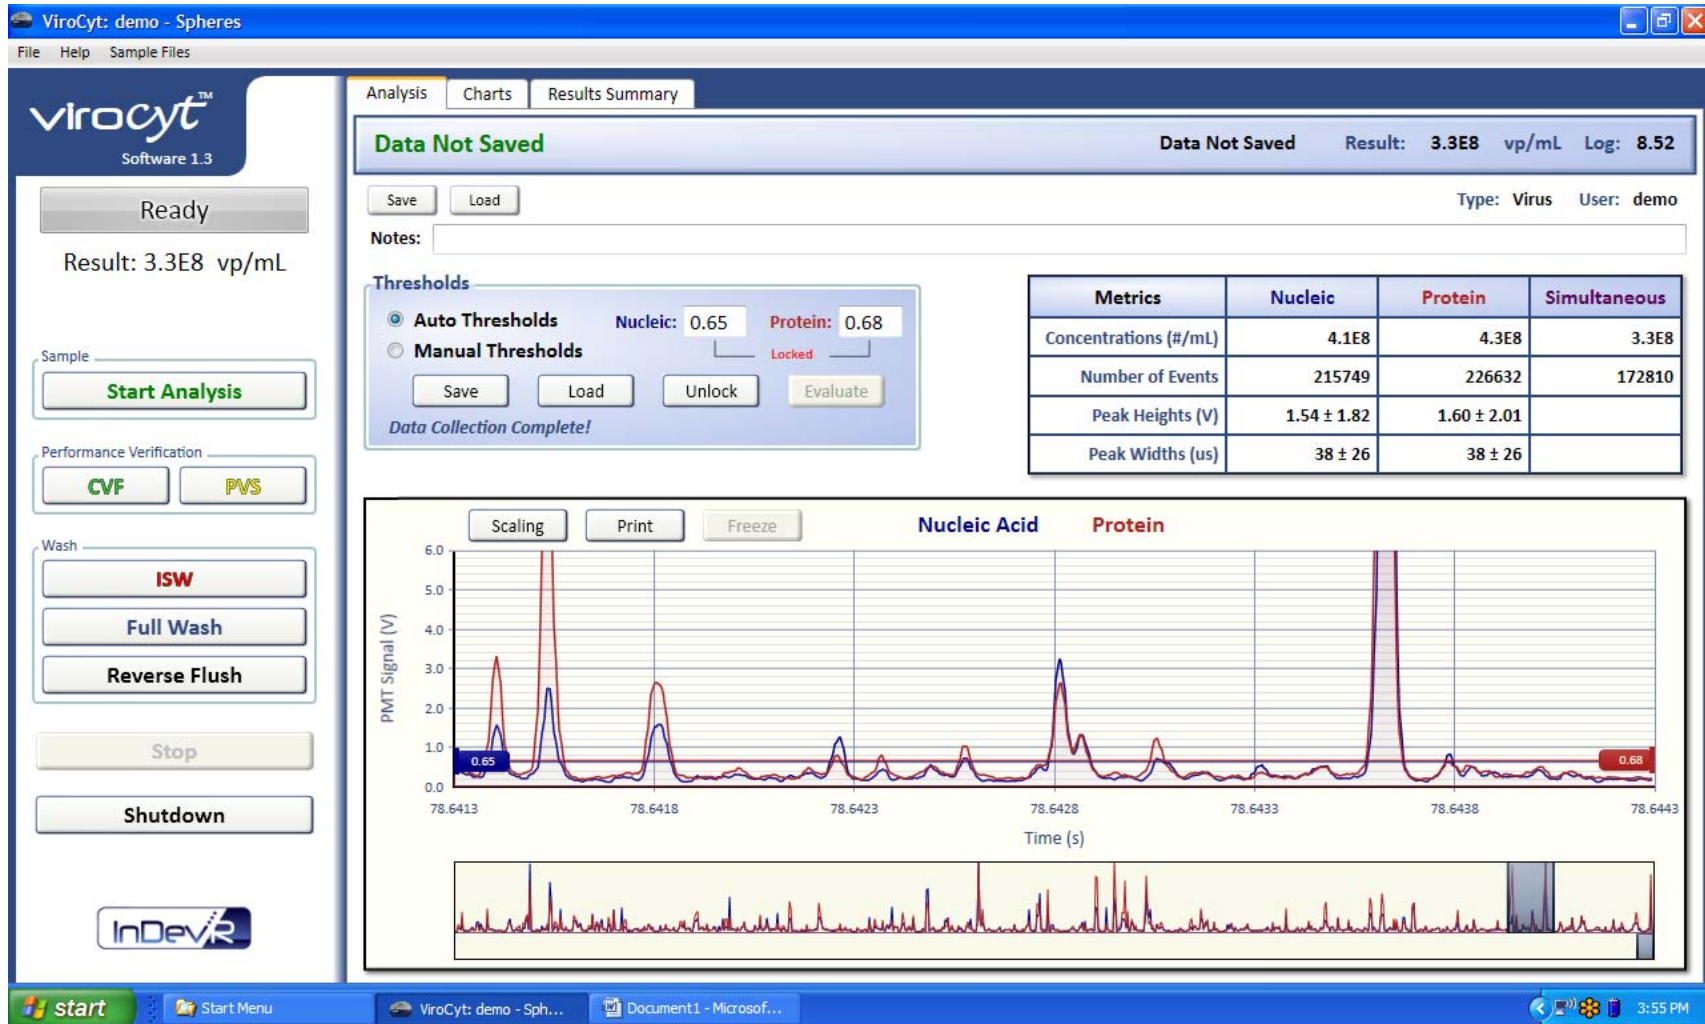 ViroCyt: demo - Spheres
File Help Sample Files
virocyt™
Software 1.3
Ready
Result: 3.3E8 vp/mL
Sample
Start Analysis
Performance Verification
CVF PVS
Wash
ISW
Full Wash
Reverse Flush
Stop
Shutdown
InDevR
Analysis Charts Results Summary
Data Not Saved Data Not Saved Result: 3.3E8 vp/mL Log: 8.52
Save Load Type: Virus User: demo
Notes:
Thresholds
Auto Thresholds Nucleic: 0.65 Protein: 0.68
Manual Thresholds Locked
Save Load Unlock Evaluate
Data Collection Complete!
Metrics Nucleic Protein Simultaneous
Concentrations (#/mL) 4.1E8 4.3E8 3.3E8
Number of Events 215749 226632 172810
Peak Heights (V) 1.54 ± 1.82 1.60 ± 2.01
Peak Widths (us) 38 ± 26 38 ± 26
Scaling Print Freeze Nucleic Acid Protein
6.0
5.0
4.0
3.0
2.0
1.0
0.0
PMT Signal (V)
0.65 0.68
78.6413 78.6418 78.6423 78.6428 78.6433 78.6438 78.6443
Time (s)
start Start Menu ViroCyt: demo - Sph... Document1 - Microsof... 3:55 PM